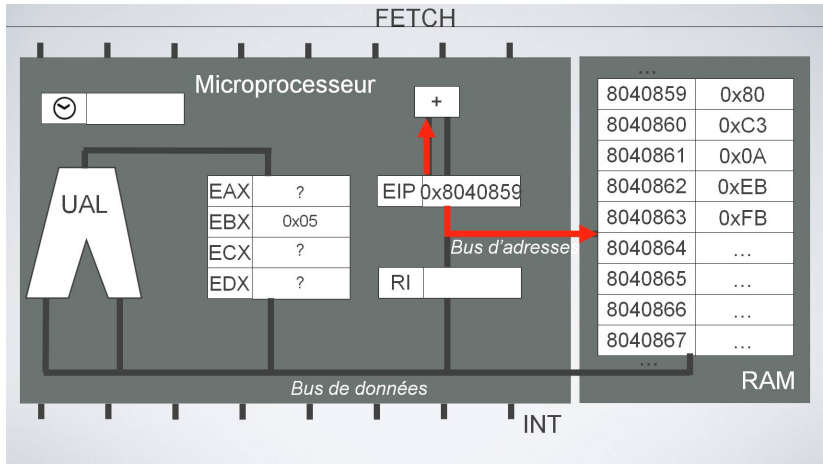 FETCH
Microprocesseur
+
UAL
EAX ?
EBX 0x05
ECX ?
EDX ?
EIP 0x8040859
Bus d'adresses
RI
Bus de données
INT
...
8040859 0x80
8040860 0xC3
8040861 0x0A
8040862 0xEB
8040863 0xFB
8040864 ...
8040865 ...
8040866 ...
8040867 ...
...
RAM